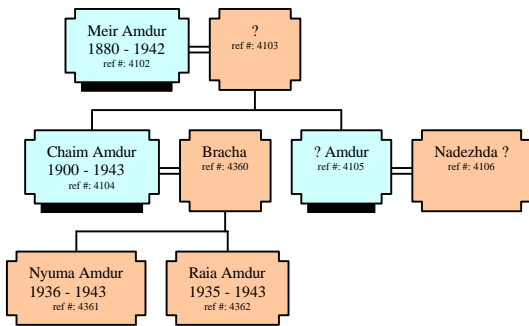 Meir Amdur
1880 - 1942
ref #: 4102
?
ref #: 4103
Chaim Amdur
1900 - 1943
ref #: 4104
Bracha
ref #: 4360
? Amdur
ref #: 4105
Nadezhda ?
ref #: 4106
Nyuma Amdur
1936 - 1943
ref #: 4361
Raia Amdur
1935 - 1943
ref #: 4362